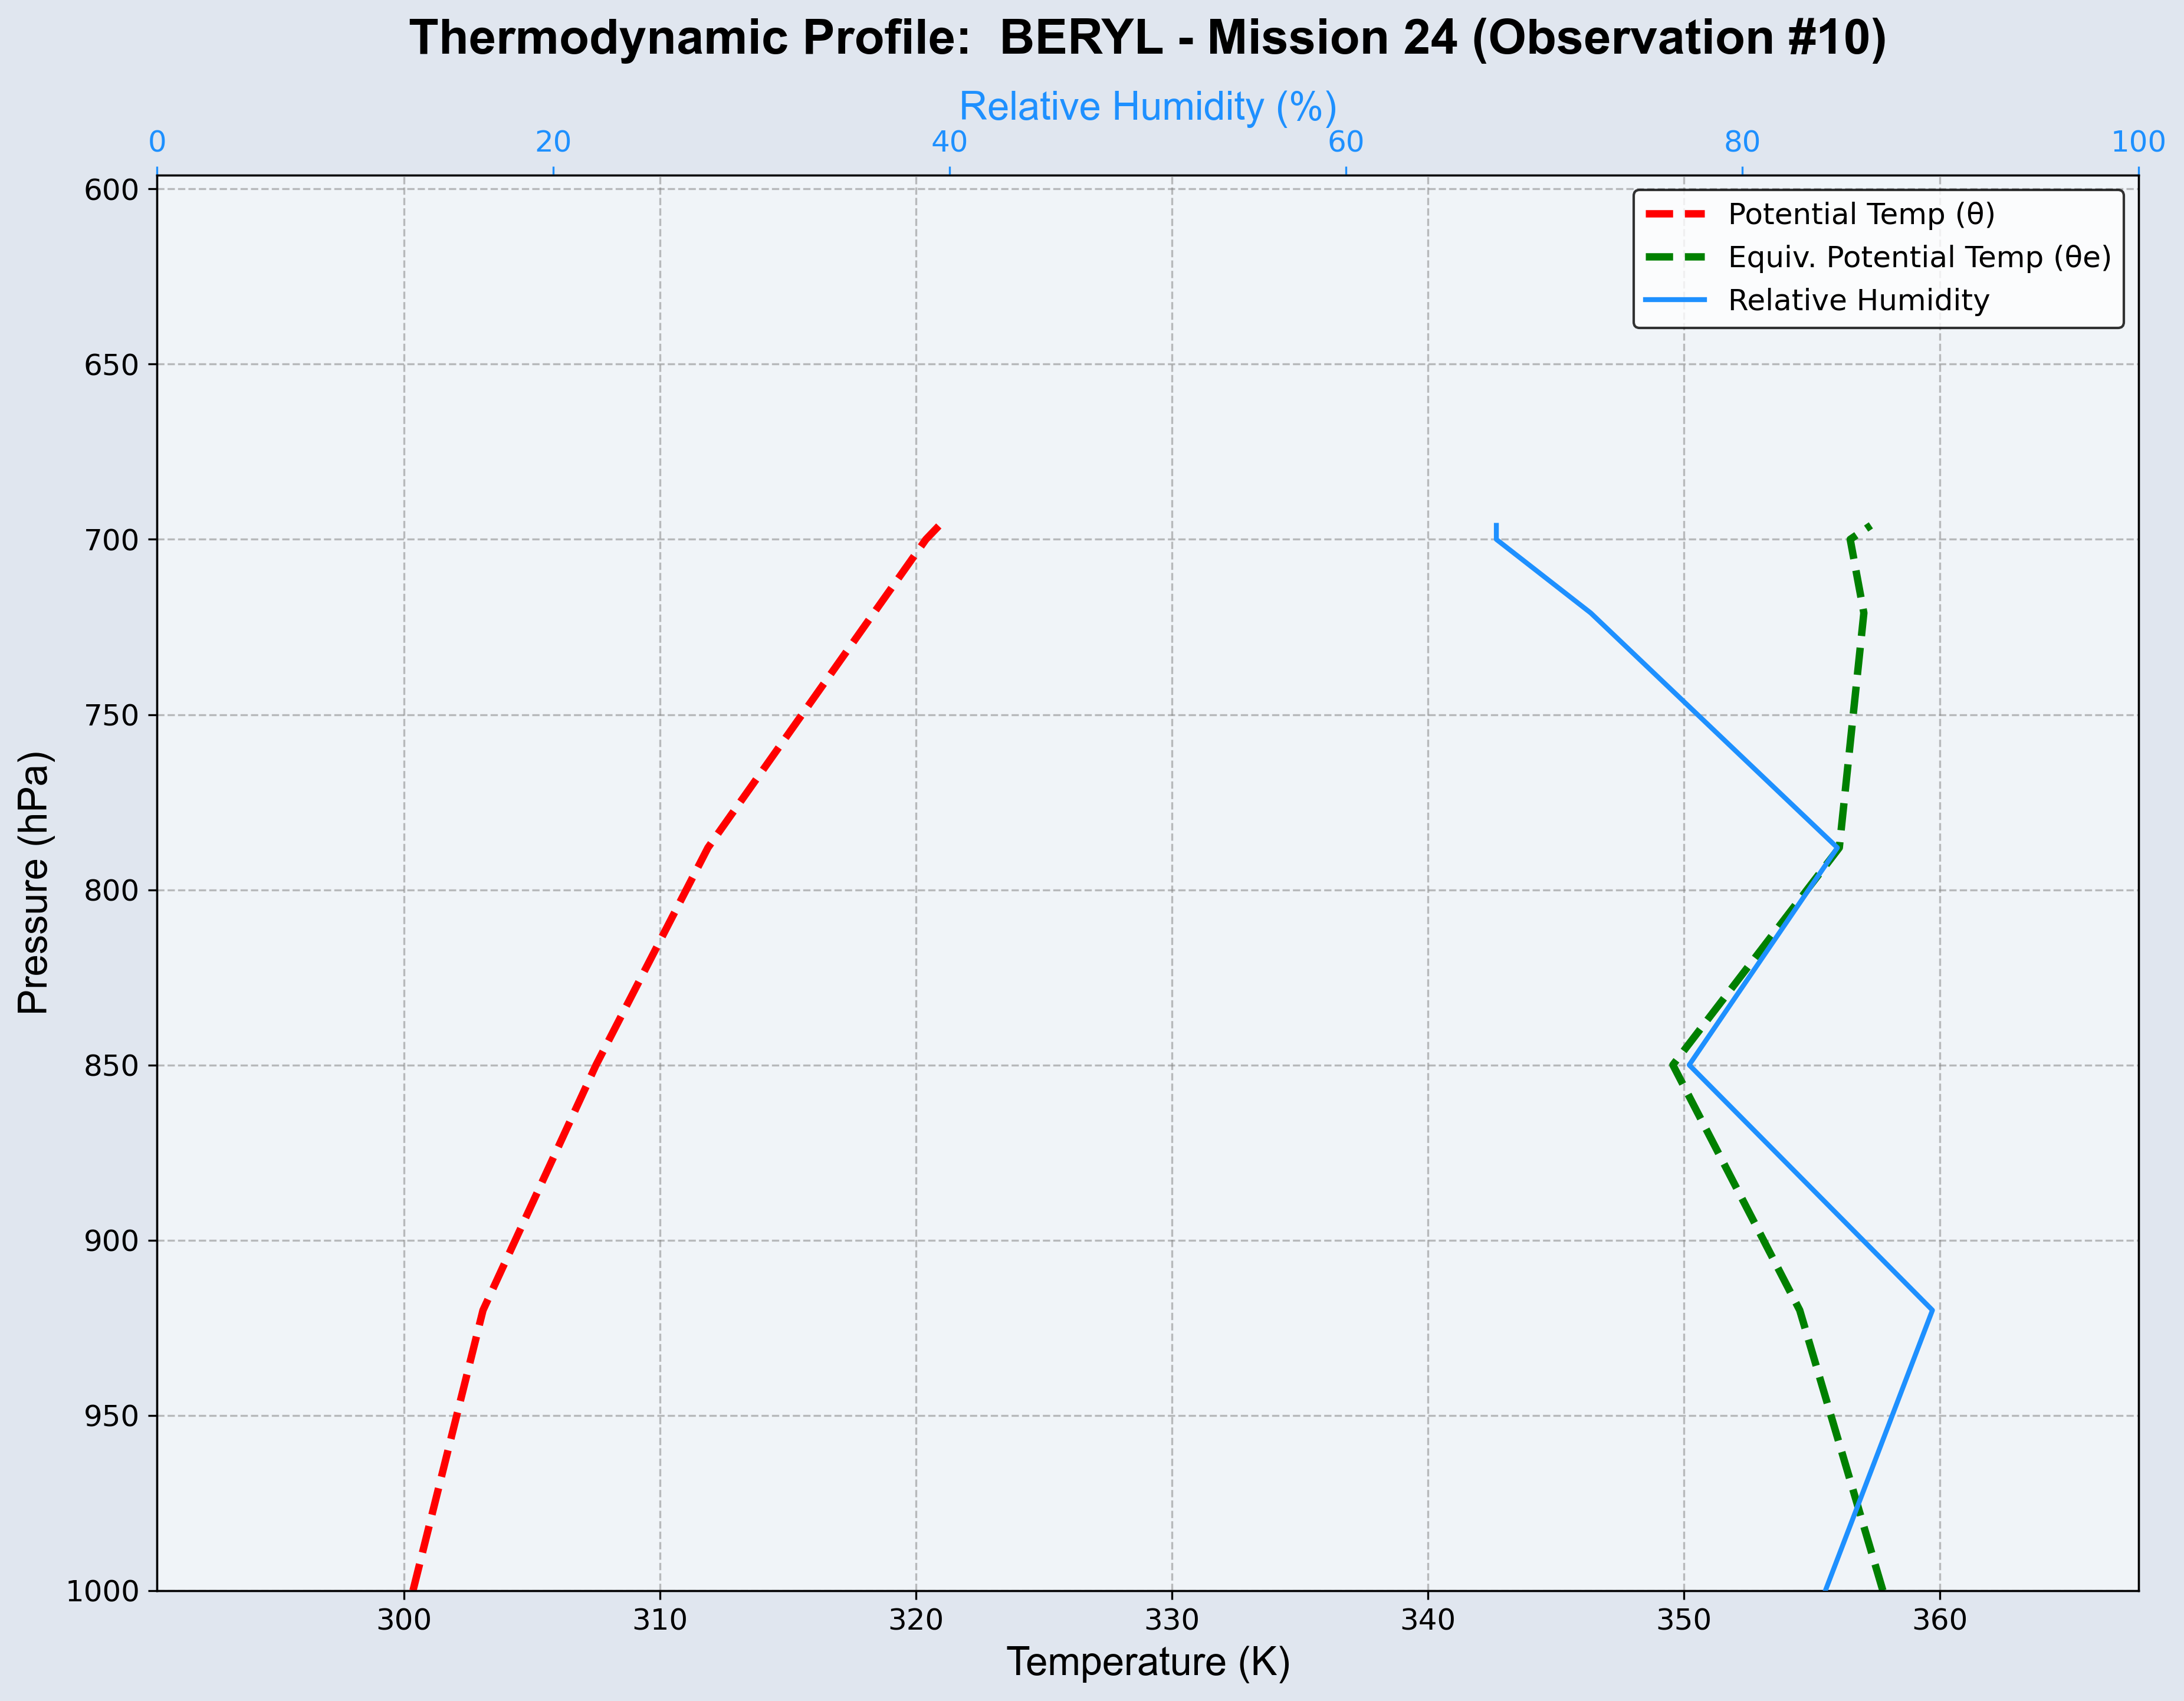 Thermodynamic Profile:  BERYL - Mission 24 (Observation #10)
Relative Humidity (%)
0 20 40 60 80 100
Potential Temp (θ)
Equiv. Potential Temp (θe)
Relative Humidity
Pressure (hPa)
600
650
700
750
800
850
900
950
1000
300 310 320 330 340 350 360
Temperature (K)